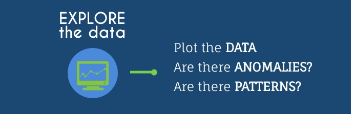 EXPLORE
the data
Plot the DATA
Are there ANOMALIES?
Are there PATTERNS?